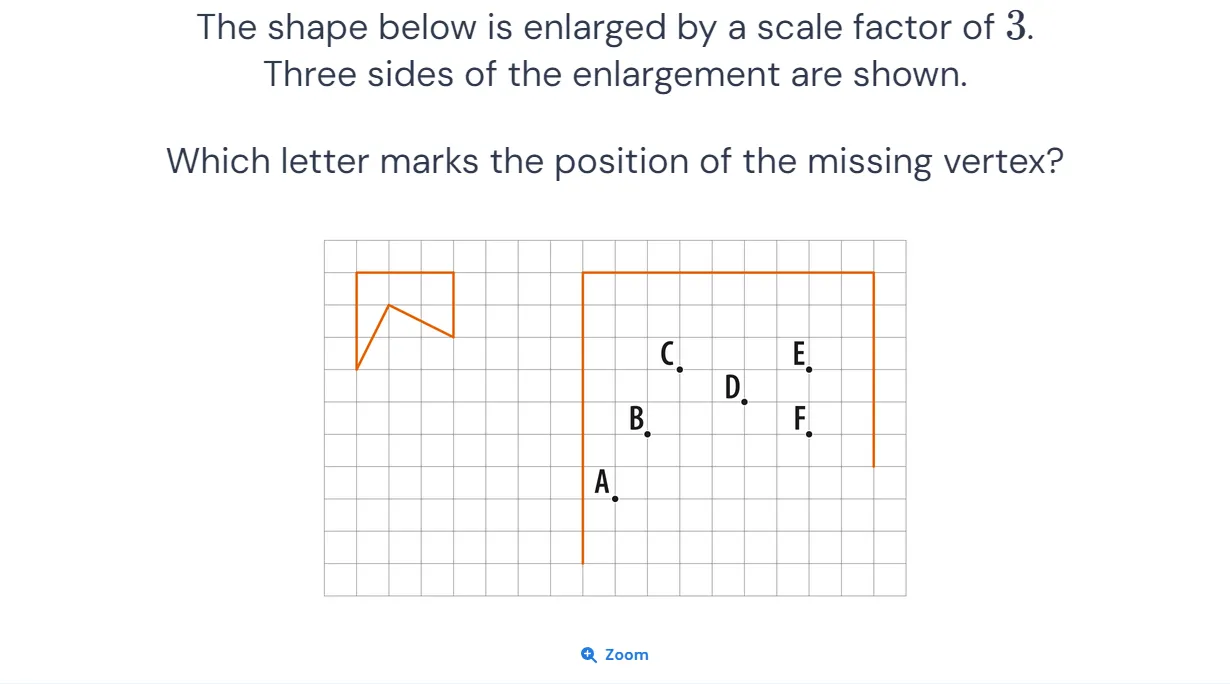 The shape below is enlarged by a scale factor of 3.
Three sides of the enlargement are shown.
Which letter marks the position of the missing vertex?
C
E
D
B
F
A
Zoom